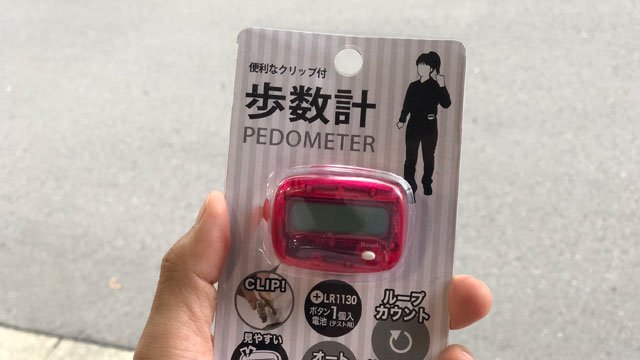 便利なクリップ付
歩数計
PEDOMETER
Reset
CLIP!
+LR1130
ボタン1個入
電池(テスト用)
ループ
カウント
見やすい
オート